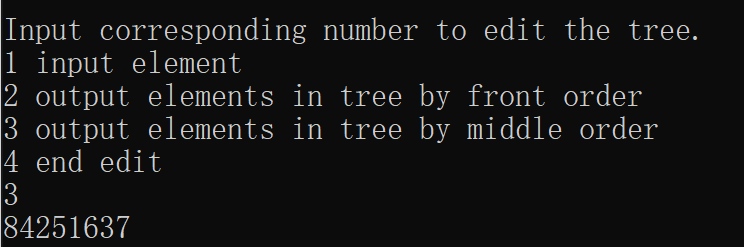 Input corresponding number to edit the tree.
1 input element
2 output elements in tree by front order
3 output elements in tree by middle order
4 end edit
3
84251637